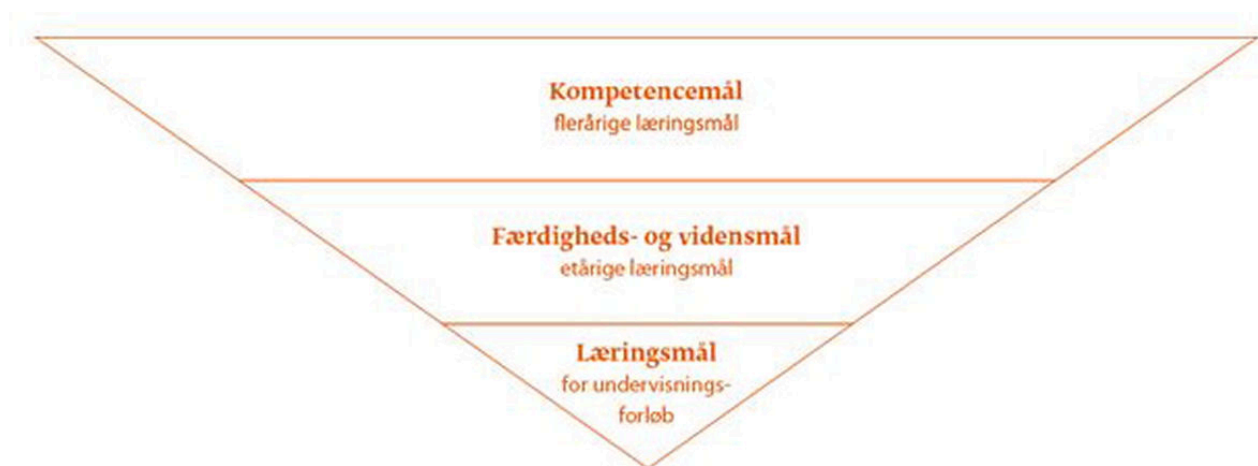 Kompetencemål
flerårige læringsmål
Færdigheds- og vidensmål
etårige læringsmål
Læringsmål
for undervisnings-
forløb